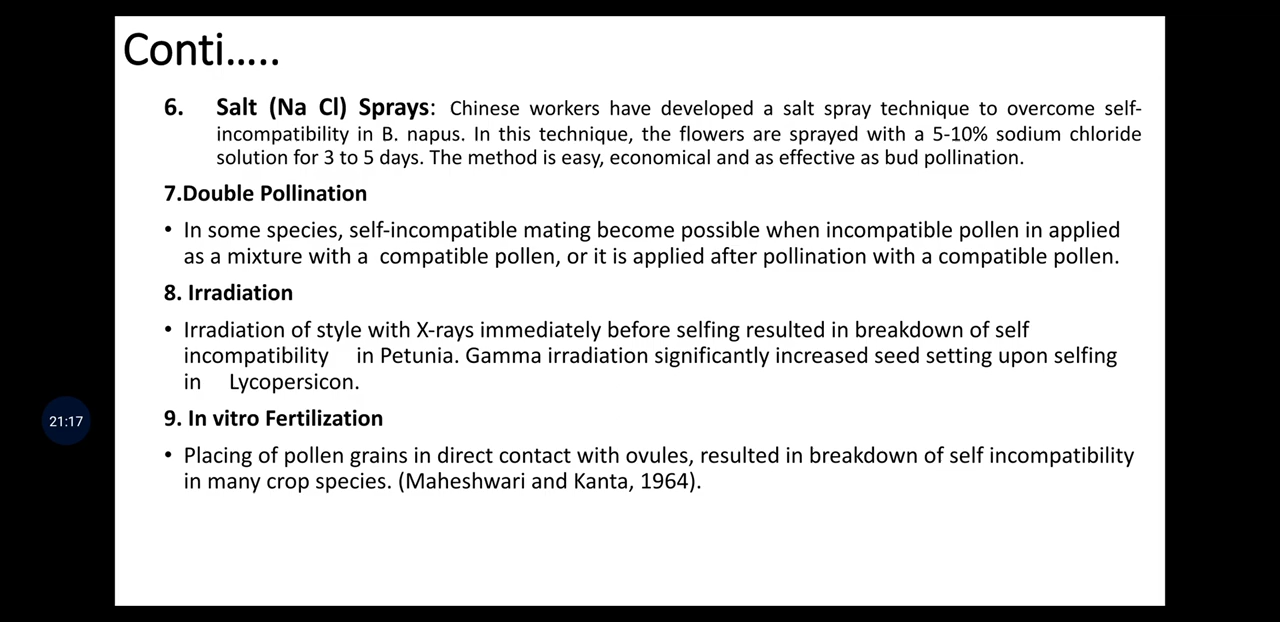 Conti.....
6. Salt (Na Cl) Sprays: Chinese workers have developed a salt spray technique to overcome self-
incompatibility in B. napus. In this technique, the flowers are sprayed with a 5-10% sodium chloride
solution for 3 to 5 days. The method is easy, economical and as effective as bud pollination.
7.Double Pollination
• In some species, self-incompatible mating become possible when incompatible pollen in applied
as a mixture with a compatible pollen, or it is applied after pollination with a compatible pollen.
8. Irradiation
• Irradiation of style with X-rays immediately before selfing resulted in breakdown of self
incompatibility in Petunia. Gamma irradiation significantly increased seed setting upon selfing
in Lycopersicon.
21:17
9. In vitro Fertilization
• Placing of pollen grains in direct contact with ovules, resulted in breakdown of self incompatibility
in many crop species. (Maheshwari and Kanta, 1964).